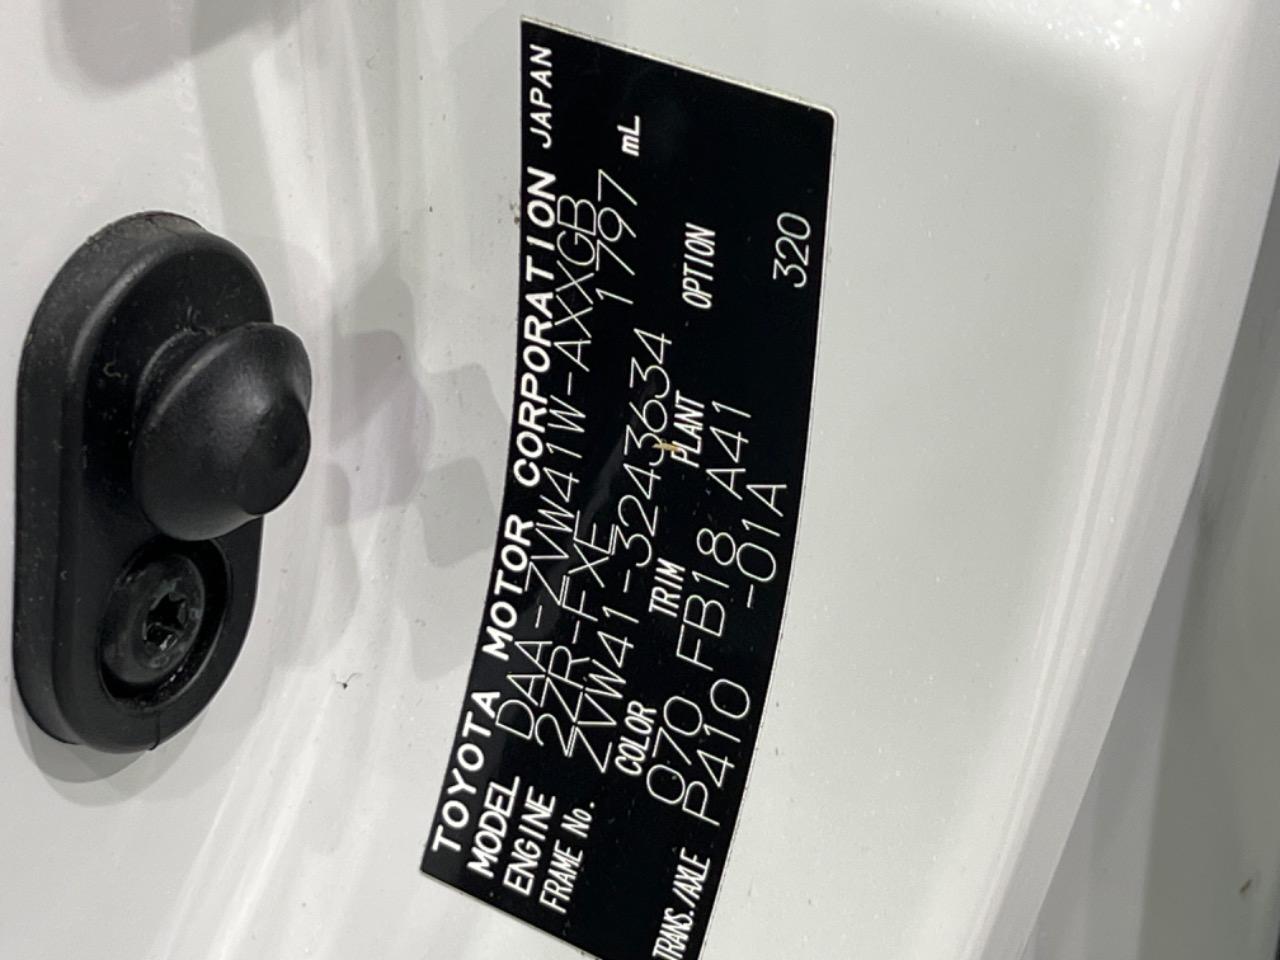 TOYOTA MOTOR CORPORATION JAPAN
MODEL DAA-ZVW41W-AXXGB
ENGINE 2ZR-FXE 1797 mL
FRAME No. ZVW41-3243634
COLOR TRIM PLANT OPTION
070 FB18 A41
TRANS./AXLE P410 -01A 320